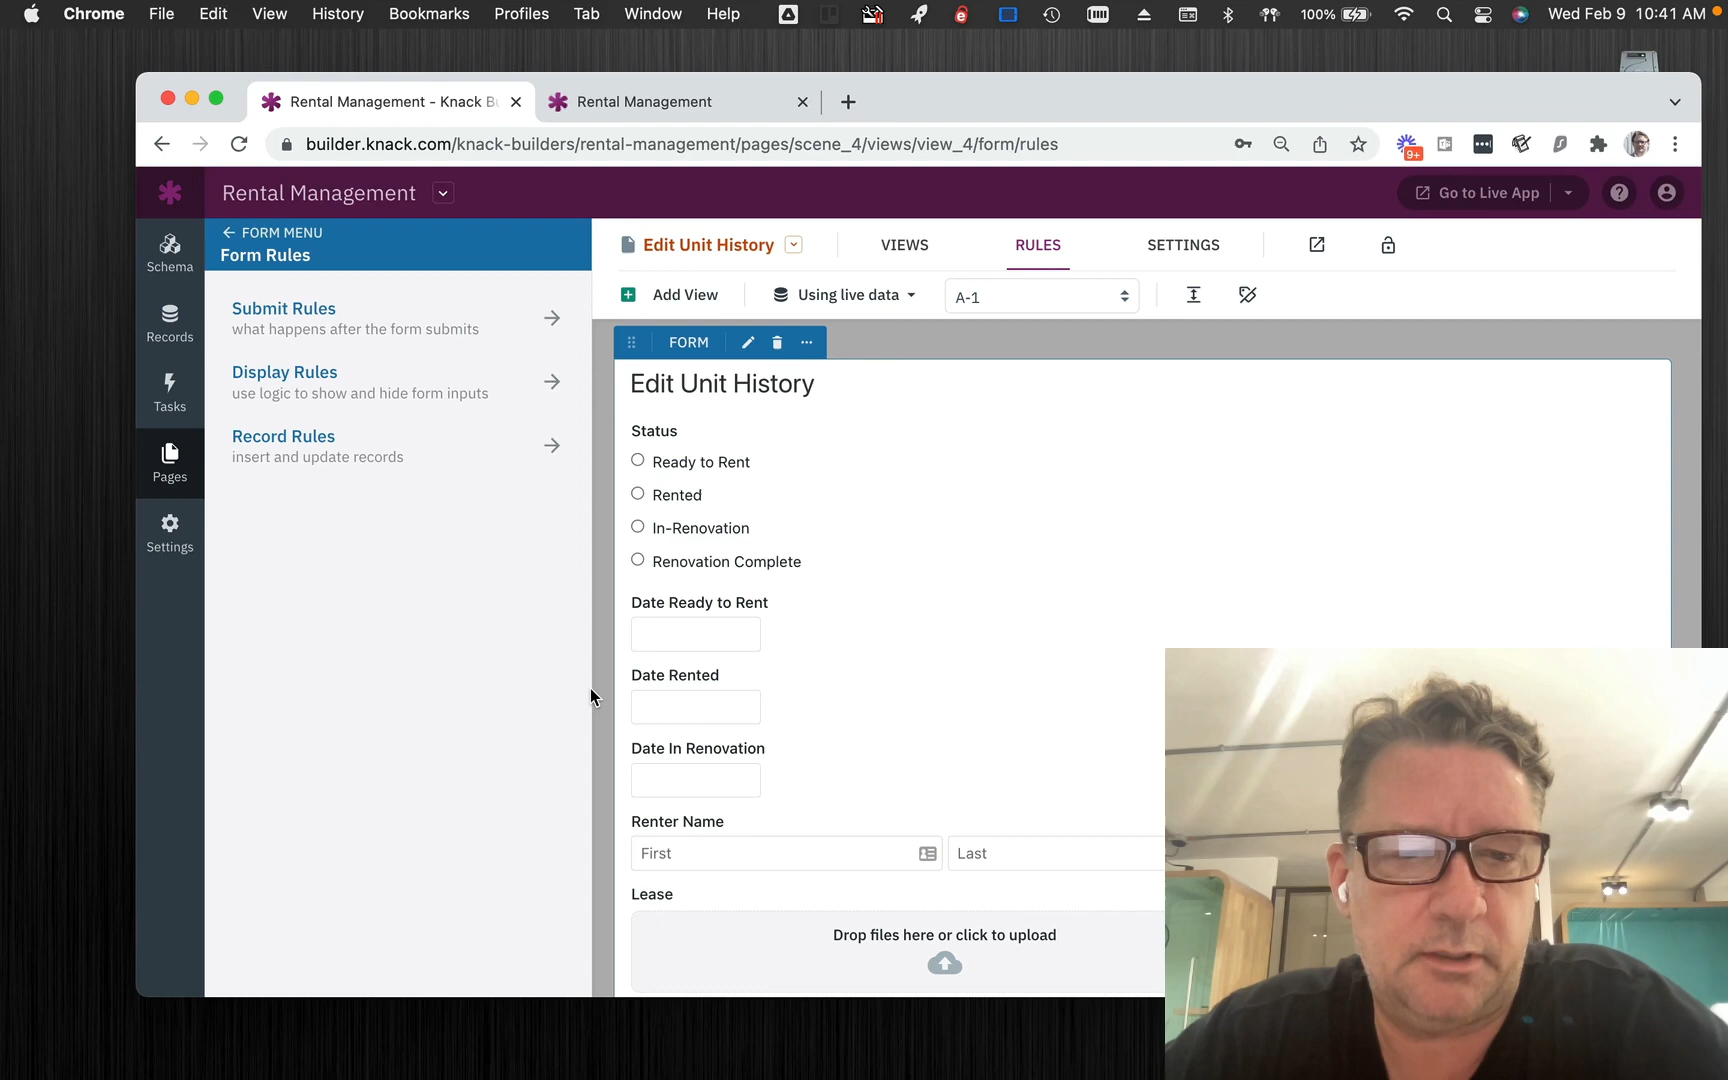 Chrome File Edit View History Bookmarks Profiles Tab Window Help 100% Wed Feb 9 10:41 AM
Rental Management - Knack Bu Rental Management
builder.knack.com/knack-builders/rental-management/pages/scene_4/views/view_4/form/rules 9+
Rental Management Go to Live App
Schema
Records
Tasks
Pages
Settings
FORM MENU
Form Rules
Submit Rules
what happens after the form submits
Display Rules
use logic to show and hide form inputs
Record Rules
insert and update records
Edit Unit History VIEWS RULES SETTINGS
Add View Using live data A-1
FORM
Edit Unit History
Status
Ready to Rent
Rented
In-Renovation
Renovation Complete
Date Ready to Rent
Date Rented
Date In Renovation
Renter Name
First Last
Lease
Drop files here or click to upload